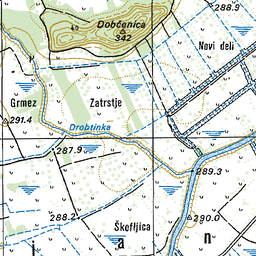 288.9
Dobčenica
342
Novi deli
Grmez
Zatrstje
291.4
Drobtinka
287.9
289.3
288.2
Škofljica
290.0
j a n